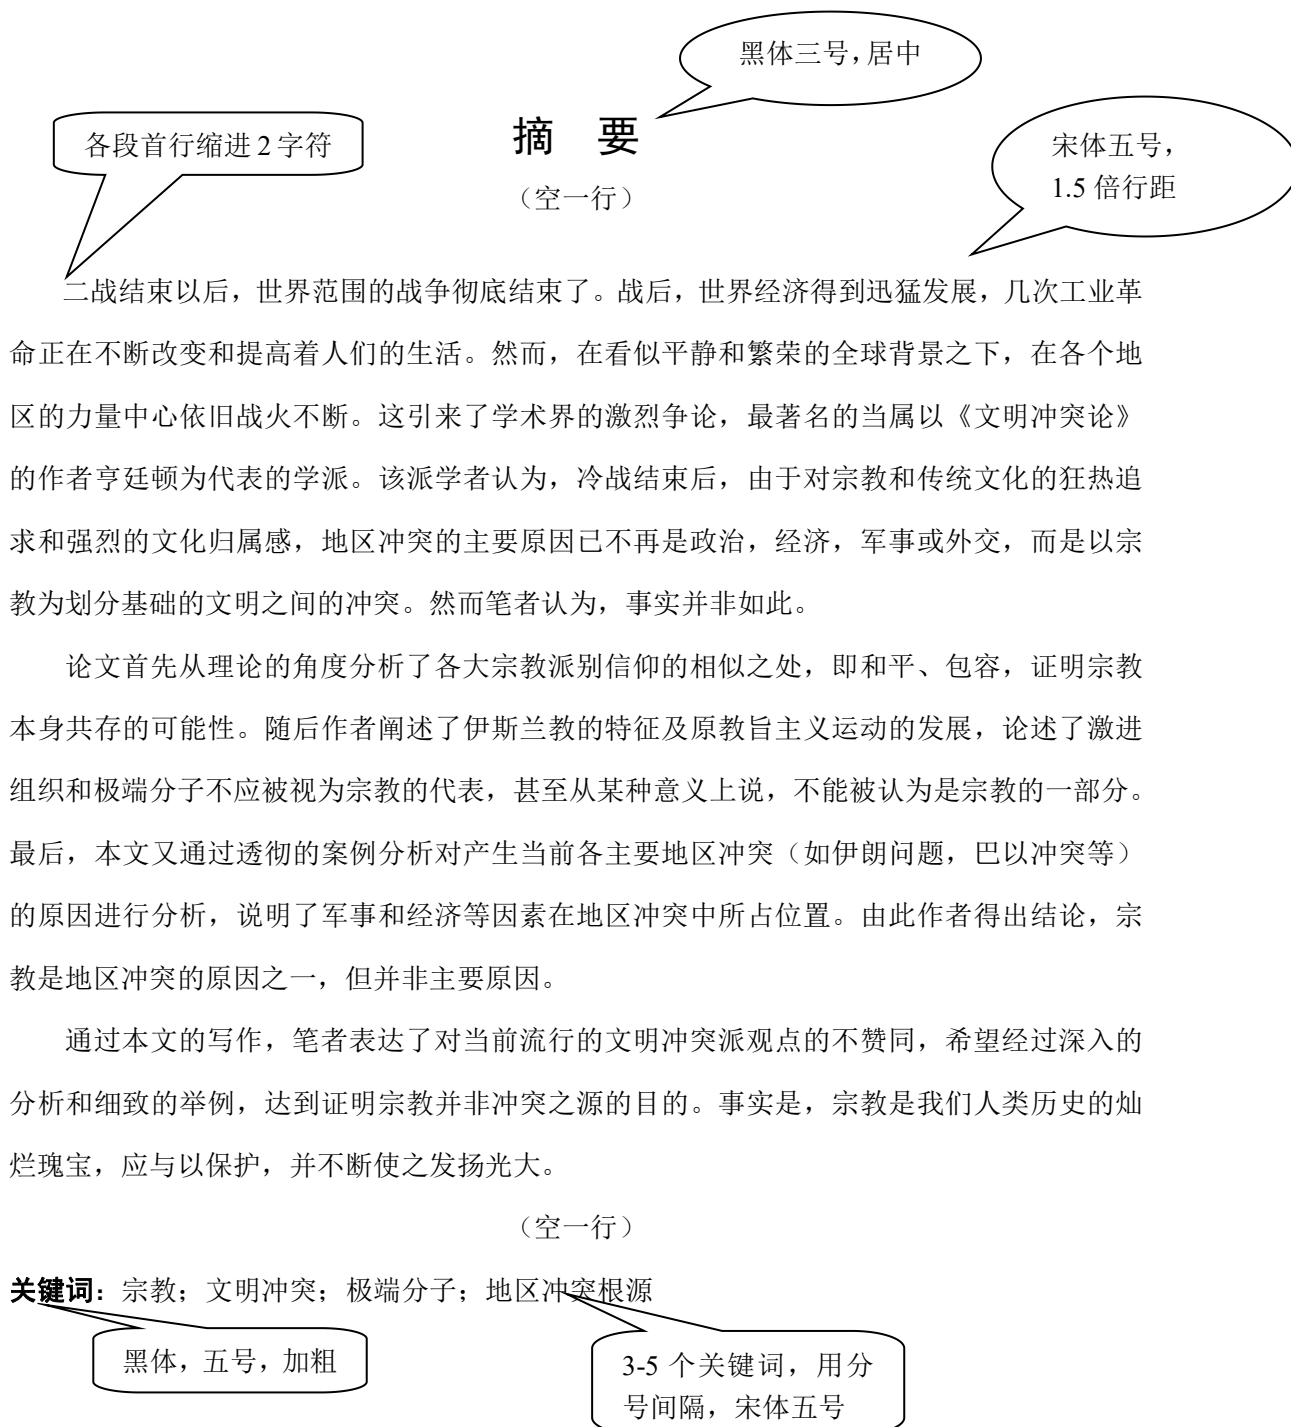 黑体三号，居中
各段首行缩进 2 字符
摘 要
宋体五号，
1.5 倍行距
（空一行）
二战结束以后，世界范围的战争彻底结束了。战后，世界经济得到迅猛发展，几次工业革
命正在不断改变和提高着人们的生活。然而，在看似平静和繁荣的全球背景之下，在各个地
区的力量中心依旧战火不断。这引来了学术界的激烈争论，最著名的当属以《文明冲突论》
的作者亨廷顿为代表的学派。该派学者认为，冷战结束后，由于对宗教和传统文化的狂热追
求和强烈的文化归属感，地区冲突的主要原因已不再是政治，经济，军事或外交，而是以宗
教为划分基础的文明之间的冲突。然而笔者认为，事实并非如此。
论文首先从理论的角度分析了各大宗教派别信仰的相似之处，即和平、包容，证明宗教
本身共存的可能性。随后作者阐述了伊斯兰教的特征及原教旨主义运动的发展，论述了激进
组织和极端分子不应被视为宗教的代表，甚至从某种意义上说，不能被认为是宗教的一部分。
最后，本文又通过透彻的案例分析对产生当前各主要地区冲突（如伊朗问题，巴以冲突等）
的原因进行分析，说明了军事和经济等因素在地区冲突中所占位置。由此作者得出结论，宗
教是地区冲突的原因之一，但并非主要原因。
通过本文的写作，笔者表达了对当前流行的文明冲突派观点的不赞同，希望经过深入的
分析和细致的举例，达到证明宗教并非冲突之源的目的。事实是，宗教是我们人类历史的灿
烂瑰宝，应与以保护，并不断使之发扬光大。
（空一行）
关键词：宗教；文明冲突；极端分子；地区冲突根源
黑体，五号，加粗
3-5 个关键词，用分
号间隔，宋体五号